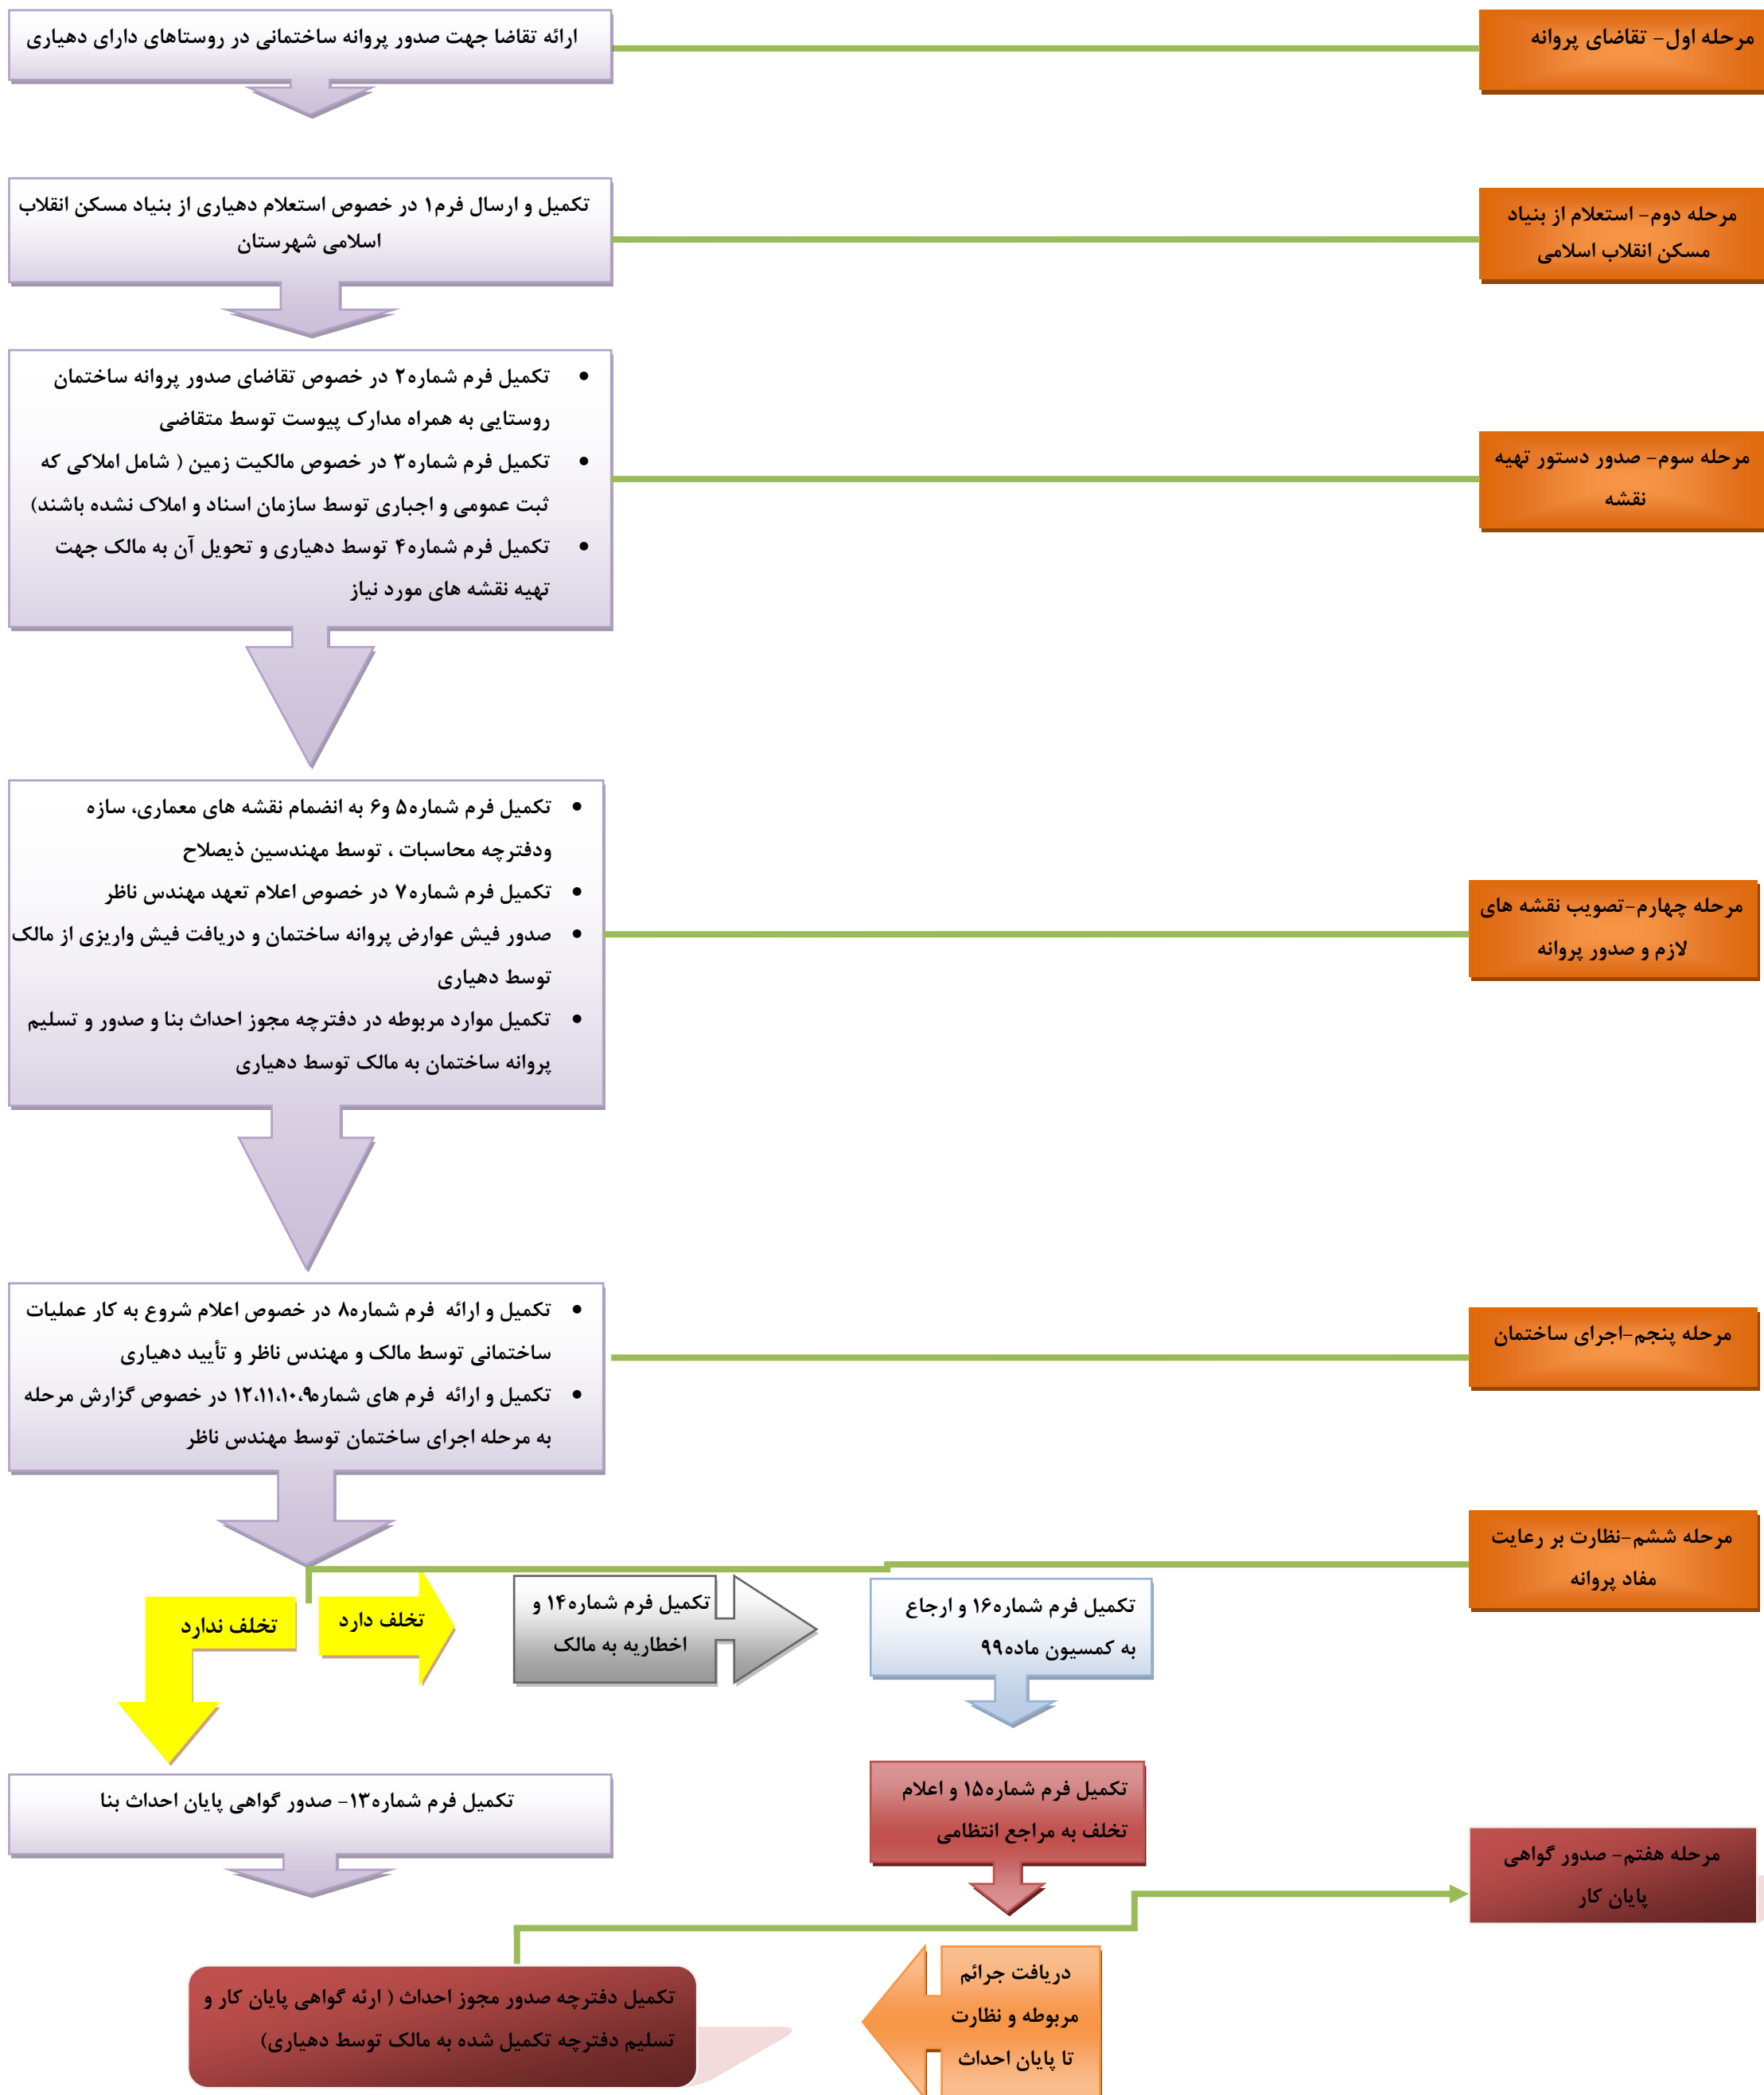 مرحله اول- تقاضای پروانه
ارائه تقاضا جهت صدور پروانه ساختمانی در روستاهای دارای دهیاری
مرحله دوم- استعلام از بنیاد
مسکن انقلاب اسلامی
تکمیل و ارسال فرم۱ در خصوص استعلام دهیاری از بنیاد مسکن انقلاب
اسلامی شهرستان
مرحله سوم- صدور دستور تهیه
نقشه
• تکمیل فرم شماره۲ در خصوص تقاضای صدور پروانه ساختمان
روستایی به همراه مدارک پیوست توسط متقاضی
• تکمیل فرم شماره۳ در خصوص مالکیت زمین ( شامل املاکی که
ثبت عمومی و اجباری توسط سازمان اسناد و املاک نشده باشند)
• تکمیل فرم شماره۴ توسط دهیاری و تحویل آن به مالک جهت
تهیه نقشه های مورد نیاز
مرحله چهارم-تصویب نقشه های
لازم و صدور پروانه
• تکمیل فرم شماره۵ و۶ به انضمام نقشه های معماری، سازه
ودفترچه محاسبات ، توسط مهندسین ذیصلاح
• تکمیل فرم شماره۷ در خصوص اعلام تعهد مهندس ناظر
• صدور فیش عوارض پروانه ساختمان و دریافت فیش واریزی از مالک
توسط دهیاری
• تکمیل موارد مربوطه در دفترچه مجوز احداث بنا و صدور و تسلیم
پروانه ساختمان به مالک توسط دهیاری
مرحله پنجم-اجرای ساختمان
• تکمیل و ارائه فرم شماره۸ در خصوص اعلام شروع به کار عملیات
ساختمانی توسط مالک و مهندس ناظر و تأیید دهیاری
• تکمیل و ارائه فرم های شماره۱۲،۱۱،۱۰،۹ در خصوص گزارش مرحله
به مرحله اجرای ساختمان توسط مهندس ناظر
مرحله ششم-نظارت بر رعایت
مفاد پروانه
تکمیل فرم شماره۱۶ و ارجاع
به کمسیون ماده۹۹
تکمیل فرم شماره۱۴ و
اخطاریه به مالک
تخلف دارد
تخلف ندارد
تکمیل فرم شماره۱۵ و اعلام
تخلف به مراجع انتظامی
تکمیل فرم شماره۱۳- صدور گواهی پایان احداث بنا
مرحله هفتم- صدور گواهی
پایان کار
دریافت جرائم
مربوطه و نظارت
تا پایان احداث
تکمیل دفترچه صدور مجوز احداث ( ارئه گواهی پایان کار و
تسلیم دفترچه تکمیل شده به مالک توسط دهیاری)